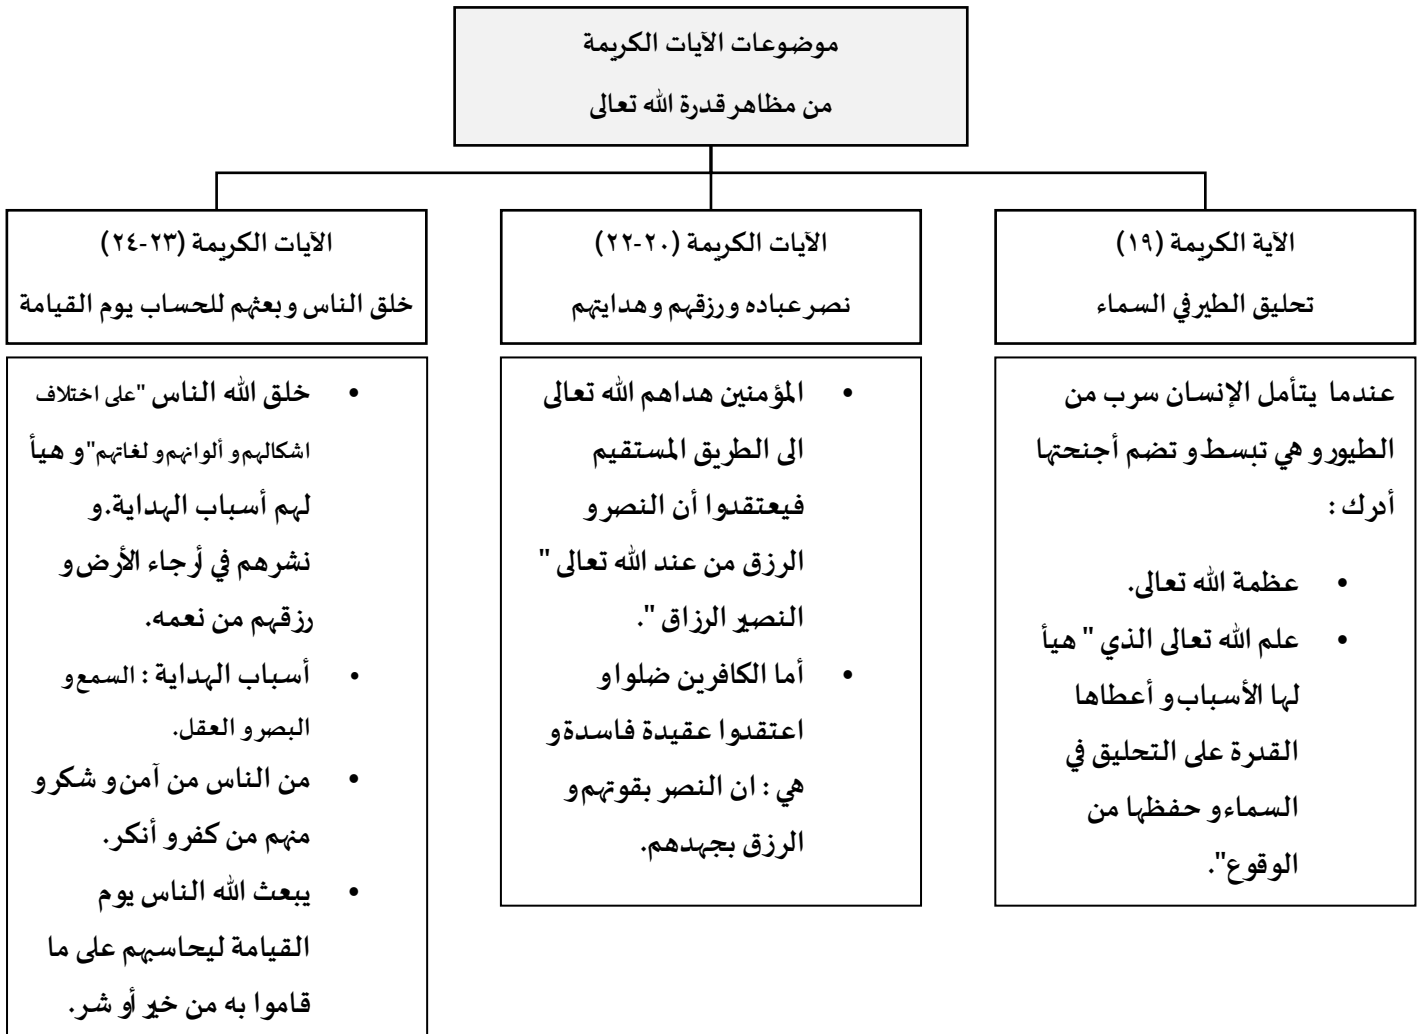 موضوعات الآيات الكريمة
من مظاهر قدرة الله تعالى
الآية الكريمة (١٩)
تحليق الطير في السماء
عندما يتأمل الإنسان سرب من
الطيور و هي تبسط و تضم أجنحتها
أدرك :
• عظمة الله تعالى.
• علم الله تعالى الذي " هيأ
لها الأسباب و أعطاها
القدرة على التحليق في
السماء و حفظها من
الوقوع".
الآيات الكريمة (٢٠-٢٢)
نصر عباده و رزقهم و هدايتهم
• المؤمنين هداهم الله تعالى
الى الطريق المستقيم
فيعتقدوا أن النصر و
الرزق من عند الله تعالى "
النصير الرزاق ".
• أما الكافرين ضلوا و
اعتقدوا عقيدة فاسدة و
هي : ان النصر بقوتهم و
الرزق بجهدهم.
الآيات الكريمة (٢٣-٢٤)
خلق الناس و بعثهم للحساب يوم القيامة
• خلق الله الناس "على اختلاف
اشكالهم و ألوانهم و لغاتهم" و هيأ
لهم أسباب الهداية. و
نشرهم في أرجاء الأرض و
رزقهم من نعمه.
• أسباب الهداية : السمع و
البصر و العقل.
• من الناس من آمن و شكر و
منهم من كفر و أنكر.
• يبعث الله الناس يوم
القيامة ليحاسبهم على ما
قاموا به من خير أو شر.